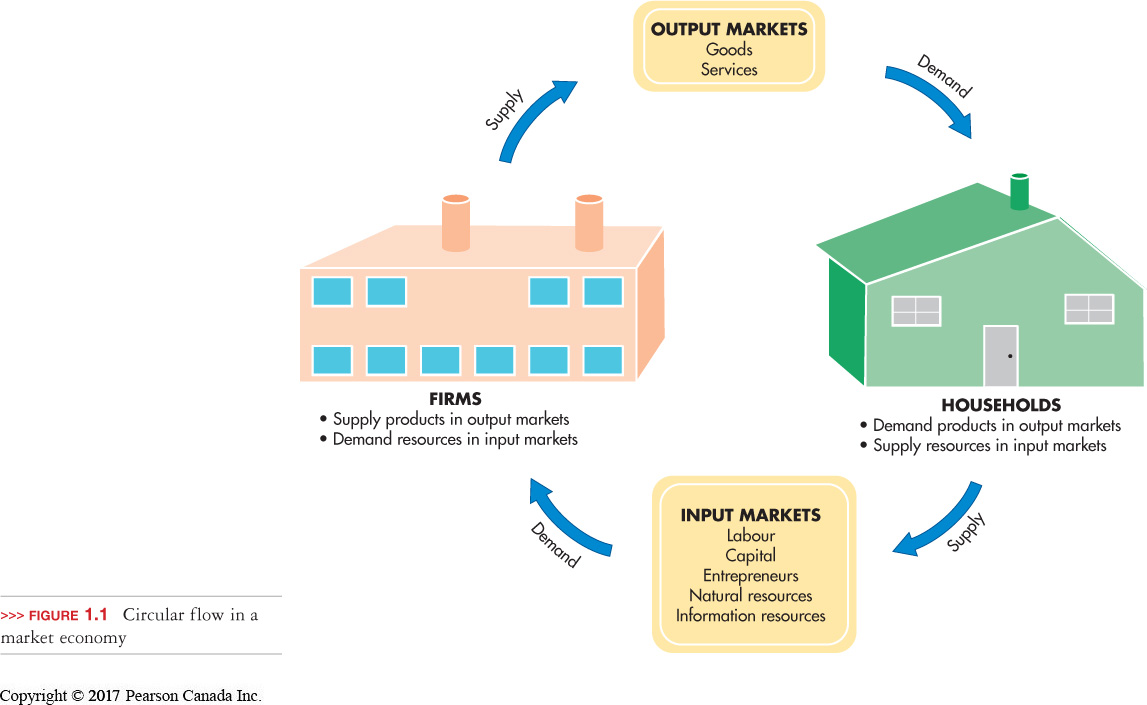 OUTPUT MARKETS
Goods
Services
Supply
Demand
FIRMS
• Supply products in output markets
• Demand resources in input markets
HOUSEHOLDS
• Demand products in output markets
• Supply resources in input markets
INPUT MARKETS
Labour
Capital
Entrepreneurs
Natural resources
Information resources
Demand
Supply
>>> FIGURE 1.1 Circular flow in a
market economy
Copyright © 2017 Pearson Canada Inc.